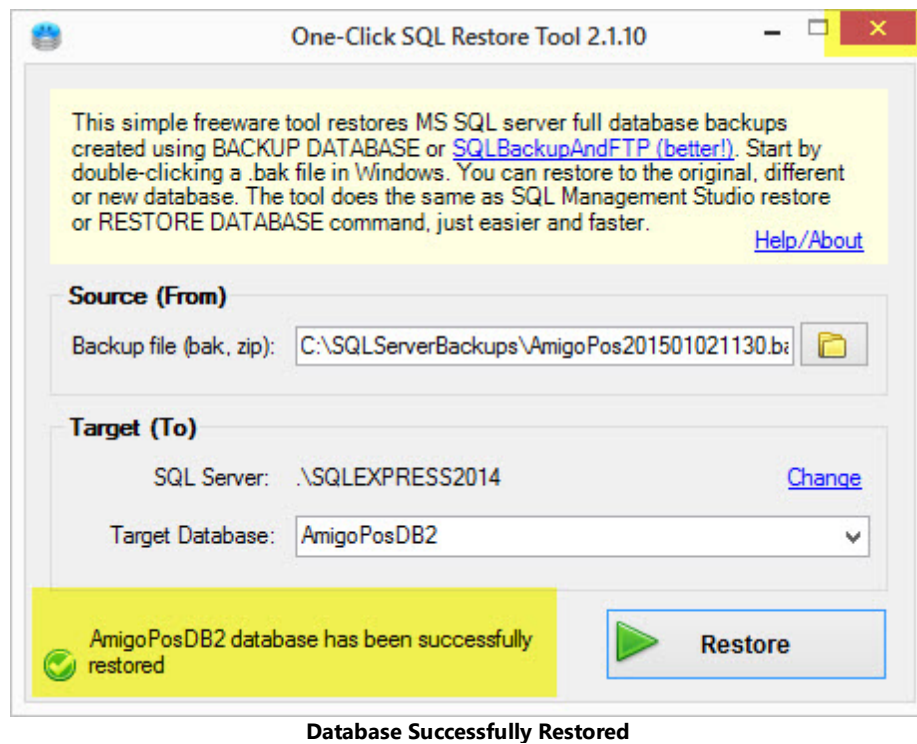 One-Click SQL Restore Tool 2.1.10
This simple freeware tool restores MS SQL server full database backups
created using BACKUP DATABASE or SQLBackupAndFTP (better!). Start by
double-clicking a .bak file in Windows. You can restore to the original, different
or new database. The tool does the same as SQL Management Studio restore
or RESTORE DATABASE command, just easier and faster.
Help/About
Source (From)
Backup file (bak, zip): C:\SQLServerBackups\AmigoPos201501021130.ba
Target (To)
SQL Server: .\SQLEXPRESS2014 Change
Target Database: AmigoPosDB2
AmigoPosDB2 database has been successfully
restored
Restore
Database Successfully Restored